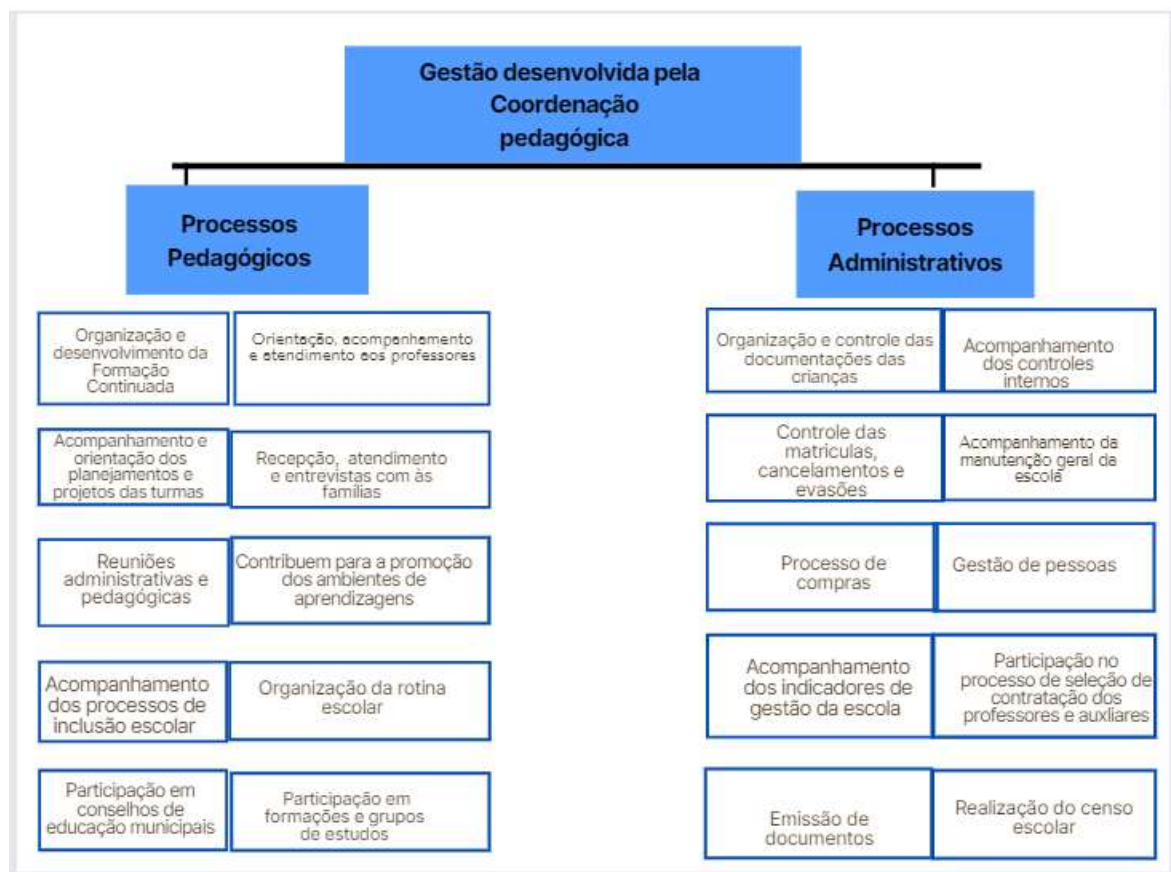 Gestão desenvolvida pela
Coordenação
pedagógica
Processos
Pedagógicos
Organização e
desenvolvimento da
Formação
Continuada
Orientação, acompanhamento
e atendimento aos professores
Acompanhamento e
orientação dos
planejamentos e
projetos das turmas
Recepção, atendimento
e entrevistas com às
famílias
Reuniões
administrativas e
pedagógicas
Contribuem para a promoção
dos ambientes de
aprendizagens
Acompanhamento
dos processos de
inclusão escolar
Organização da rotina
escolar
Participação em
conselhos de
educação municipais
Participação em
formações e grupos
de estudos
Processos
Administrativos
Organização e controle das
documentações das
crianças
Acompanhamento
dos controles
internos
Controle das
matriculas,
cancelamentos e
evasões
Acompanhamento da
manutenção geral da
escola
Processo de
compras
Gestão de pessoas
Acompanhamento
dos indicadores de
gestão da escola
Participação no
processo de seleção de
contratação dos
professores e auxliares
Emissão de
documentos
Realização do censo
escolar